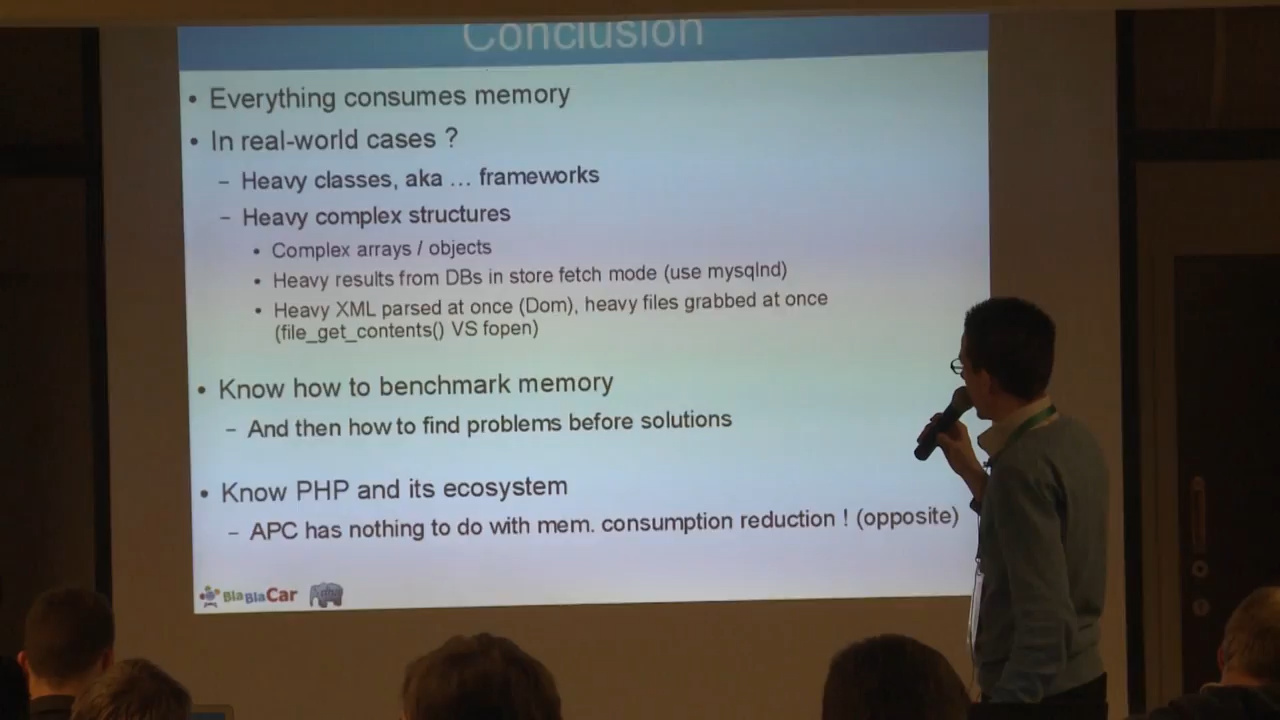 Conclusion
• Everything consumes memory
• In real-world cases ?
– Heavy classes, aka ... frameworks
– Heavy complex structures
• Complex arrays / objects
• Heavy results from DBs in store fetch mode (use mysqlnd)
• Heavy XML parsed at once (Dom), heavy files grabbed at once
(file_get_contents() VS fopen)
• Know how to benchmark memory
– And then how to find problems before solutions
• Know PHP and its ecosystem
– APC has nothing to do with mem. consumption reduction ! (opposite)
BlaBlaCar